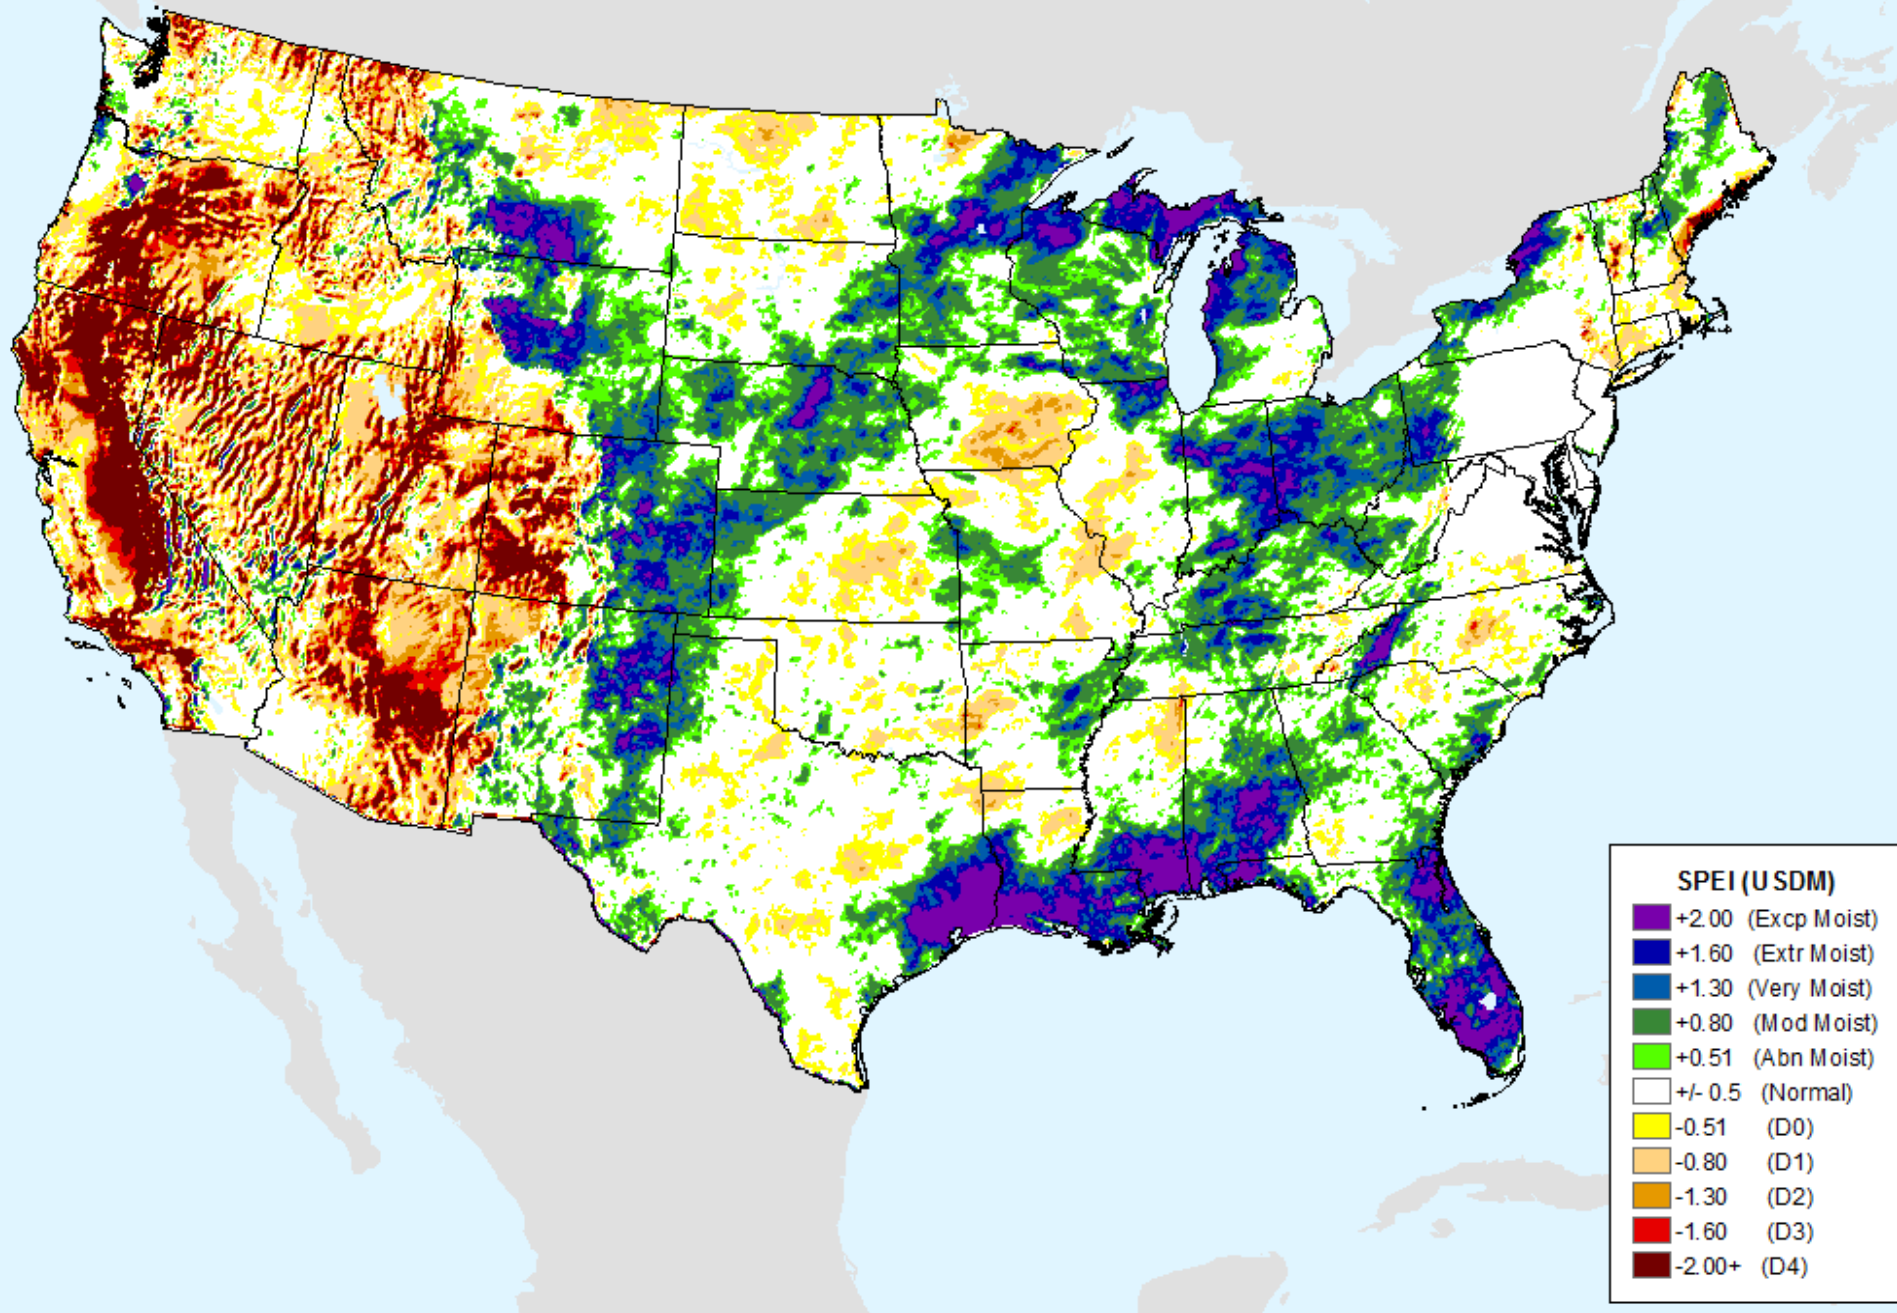 SPEI (USDM)
+2.00 (Excp Moist)
+1.60 (Extr Moist)
+1.30 (Very Moist)
+0.80 (Mod Moist)
+0.51 (Abn Moist)
+/- 0.5 (Normal)
-0.51 (D0)
-0.80 (D1)
-1.30 (D2)
-1.60 (D3)
-2.00+ (D4)